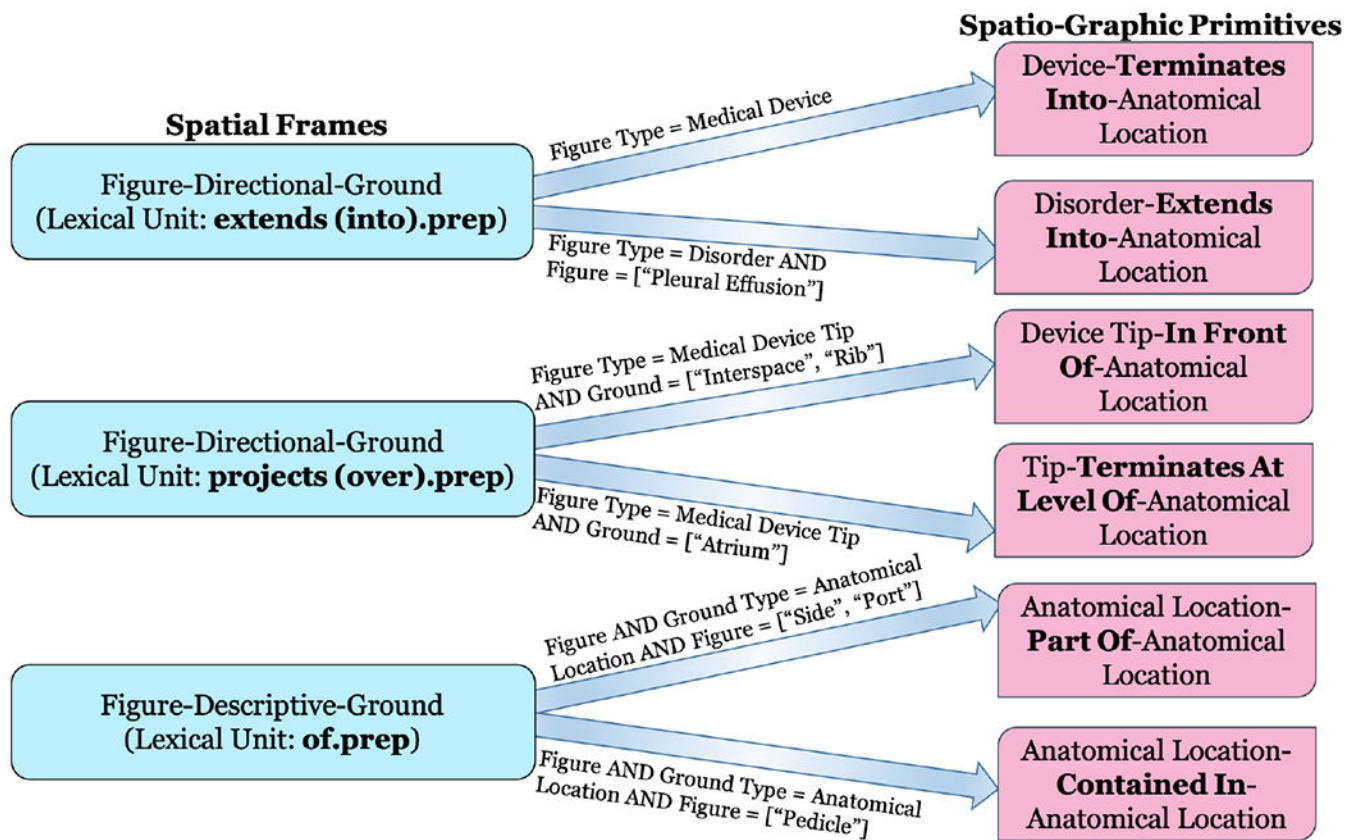 Spatio-Graphic Primitives
Device-Terminates
Into-Anatomical
Location
Figure Type = Medical Device
Spatial Frames
Figure-Directional-Ground
(Lexical Unit: extends (into).prep)
Disorder-Extends
Into-Anatomical
Location
Figure Type = Disorder AND
Figure = [“Pleural Effusion”]
Device Tip-In Front
Of-Anatomical
Location
Figure Type = Medical Device Tip
AND Ground = [“Interspace”, “Rib”]
Figure-Directional-Ground
(Lexical Unit: projects (over).prep)
Tip-Terminates At
Level Of-Anatomical
Location
Figure Type = Medical Device Tip
AND Ground = [“Atrium”]
Figure AND Ground Type = Anatomical
Location AND Figure = [“Side”, “Port”]
Anatomical Location-
Part Of-Anatomical
Location
Figure-Descriptive-Ground
(Lexical Unit: of.prep)
Figure AND Ground Type = Anatomical
Location AND Figure = [“Pedicle”]
Anatomical Location-
Contained In-
Anatomical Location